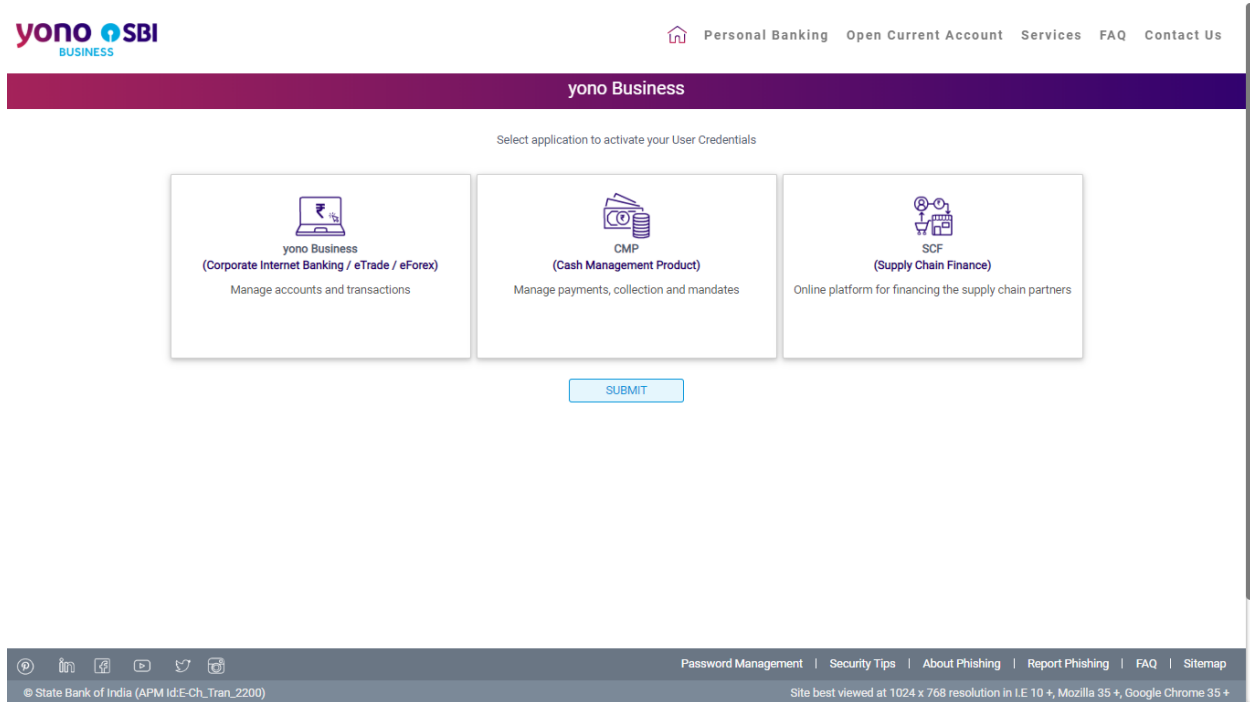 yono SBI
BUSINESS
Personal Banking Open Current Account Services FAQ Contact Us
yono Business
Select application to activate your User Credentials
₹
yono Business
(Corporate Internet Banking / eTrade / eForex)
Manage accounts and transactions
₹
CMP
(Cash Management Product)
Manage payments, collection and mandates
₹
SCF
(Supply Chain Finance)
Online platform for financing the supply chain partners
SUBMIT
Password Management | Security Tips | About Phishing | Report Phishing | FAQ | Sitemap
© State Bank of India (APM Id:E-Ch_Tran_2200)
Site best viewed at 1024 x 768 resolution in I.E 10 +, Mozilla 35 +, Google Chrome 35 +